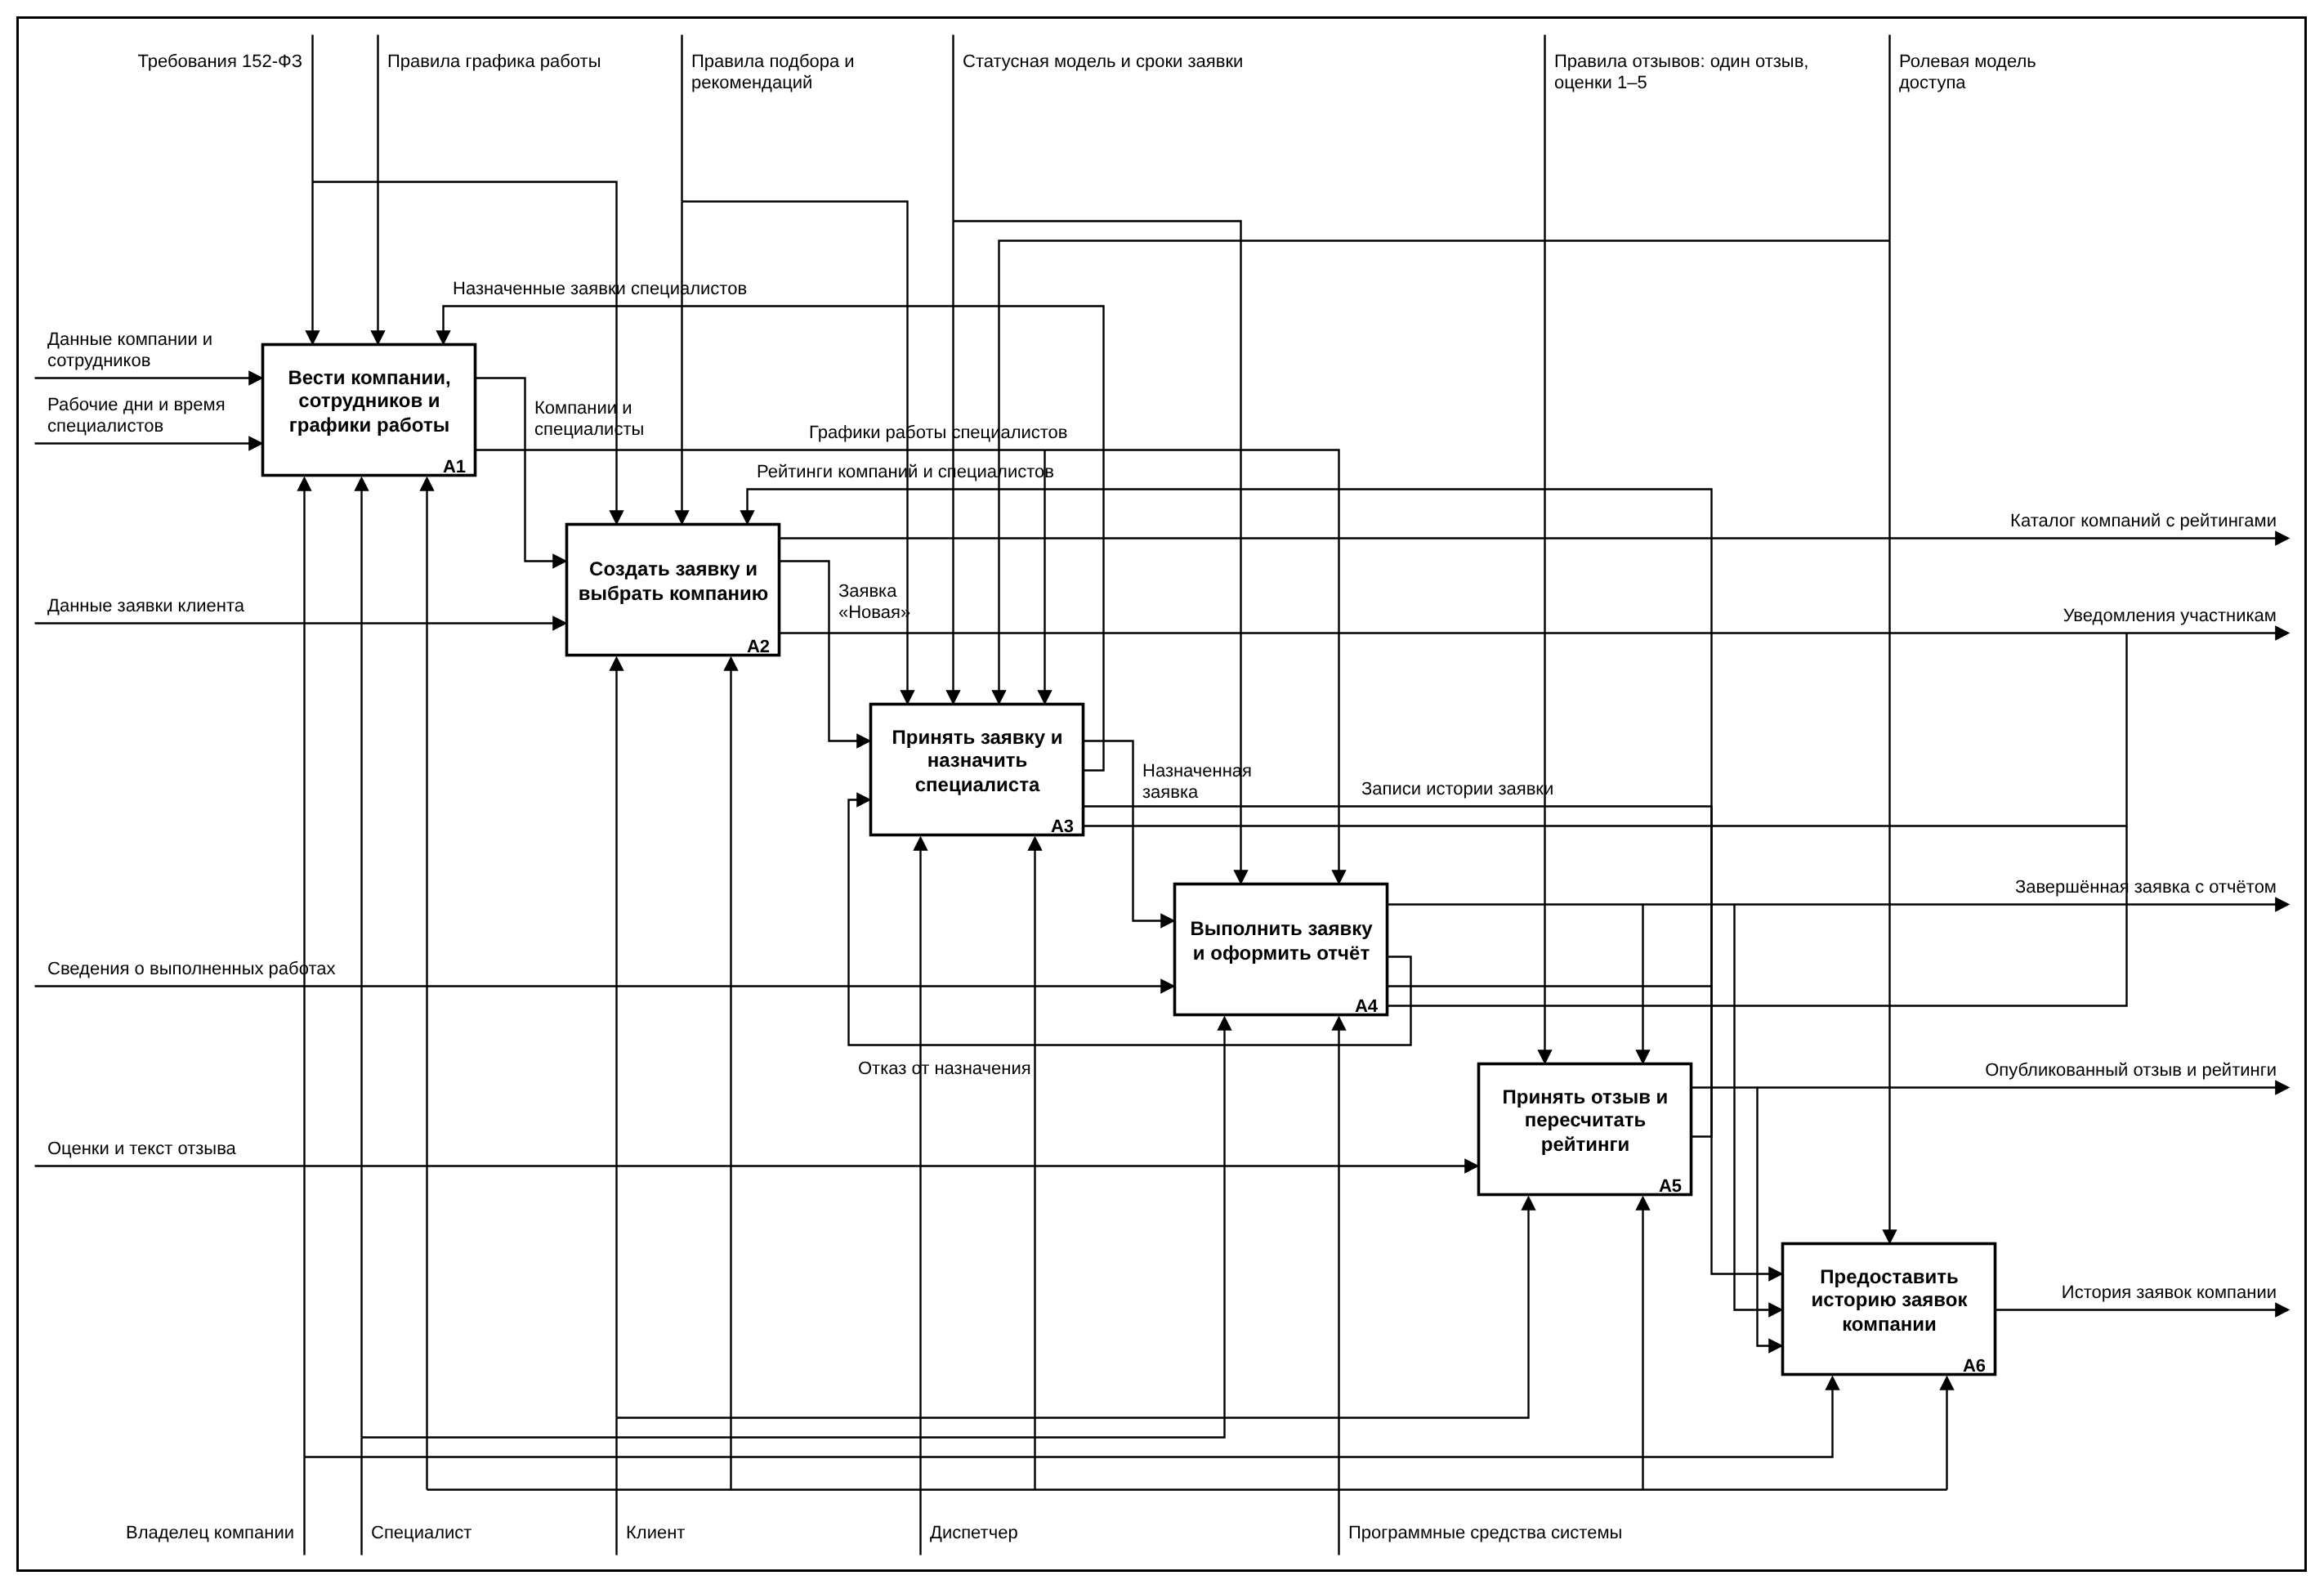 Требования 152-ФЗ
Правила графика работы
Правила подбора и
рекомендаций
Статусная модель и сроки заявки
Правила отзывов: один отзыв,
оценки 1–5
Ролевая модель
доступа
Назначенные заявки специалистов
Данные компании и
сотрудников
Рабочие дни и время
специалистов
Вести компании,
сотрудников и
графики работы
A1
Компании и
специалисты
Графики работы специалистов
Рейтинги компаний и специалистов
Каталог компаний с рейтингами
Создать заявку и
выбрать компанию
A2
Данные заявки клиента
Заявка
«Новая»
Уведомления участникам
Принять заявку и
назначить
специалиста
A3
Назначенная
заявка
Записи истории заявки
Завершённая заявка с отчётом
Выполнить заявку
и оформить отчёт
A4
Сведения о выполненных работах
Отказ от назначения
Опубликованный отзыв и рейтинги
Принять отзыв и
пересчитать
рейтинги
A5
Оценки и текст отзыва
Предоставить
историю заявок
компании
A6
История заявок компании
Владелец компании
Специалист
Клиент
Диспетчер
Программные средства системы